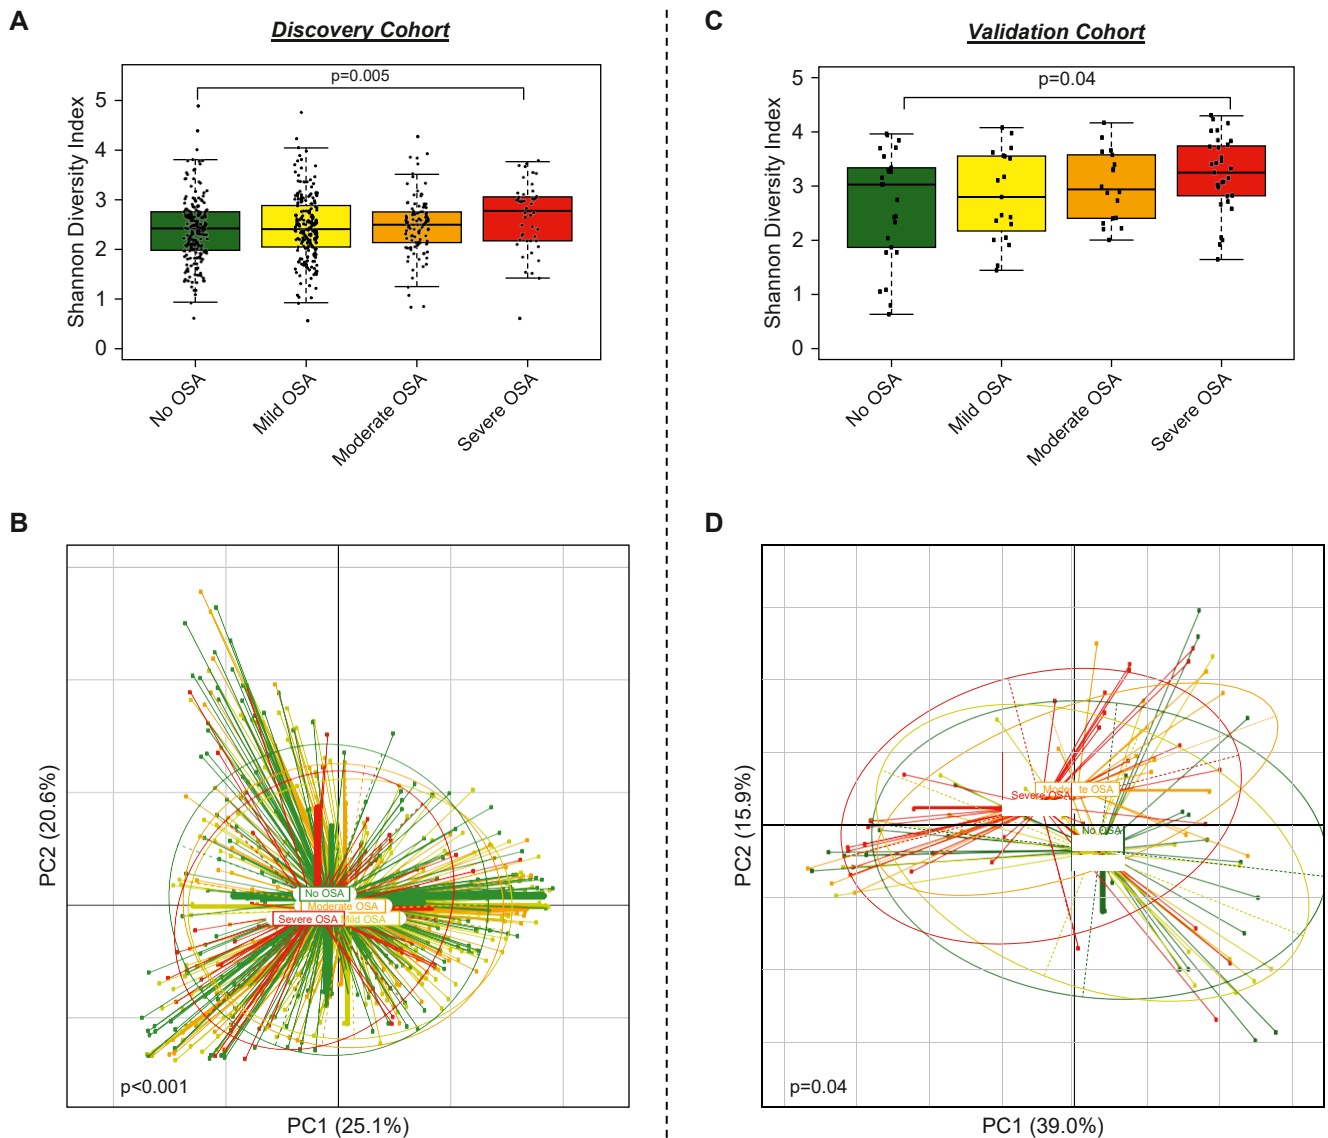 A
Discovery Cohort
p=0.005
Shannon Diversity Index
5
4
3
2
1
0
No OSA
Mild OSA
Moderate OSA
Severe OSA
C
Validation Cohort
p=0.04
Shannon Diversity Index
5
4
3
2
1
0
No OSA
Mild OSA
Moderate OSA
Severe OSA
B
PC2 (20.6%)
No OSA
Moderate OSA
Severe OSA
Mild OSA
p<0.001
PC1 (25.1%)
D
PC2 (15.9%)
Severe OSA
No OSA
p=0.04
PC1 (39.0%)